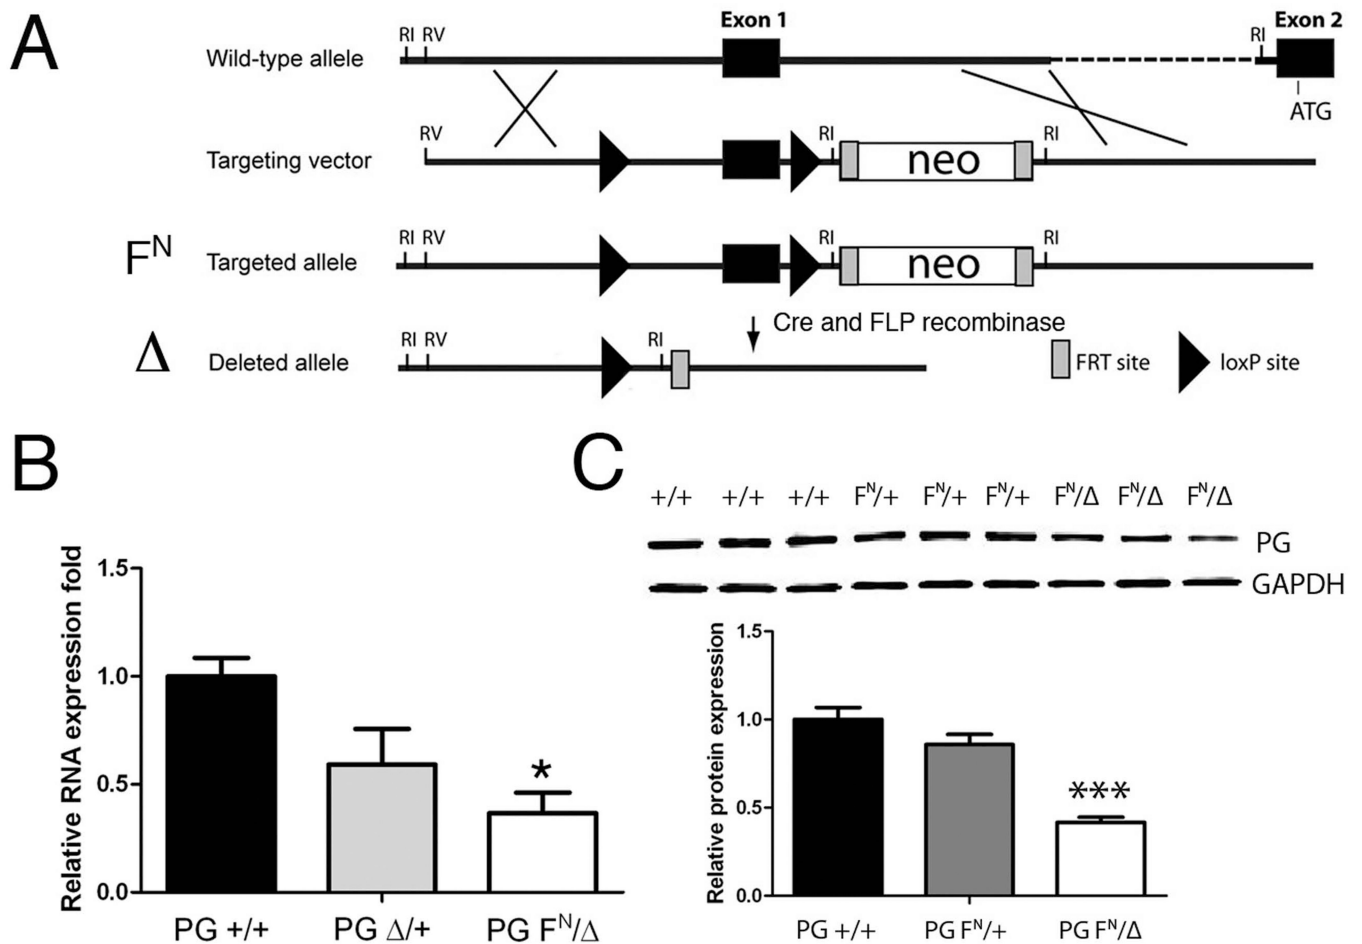 A
Exon 1
Exon 2
RI RV
RI
Wild-type allele
ATG
RV
RI
RI
Targeting vector
neo
F^N
RI RV
RI
RI
Targeted allele
neo
Cre and FLP recombinase
Δ
RI RV
RI
Deleted allele
FRT site
loxP site
B
Relative RNA expression fold
1.5
1.0
0.5
0.0
*
PG +/+
PG Δ/+
PG F^N/Δ
C
+/+ +/+ +/+ F^N/+ F^N/+ F^N/+ F^N/Δ F^N/Δ F^N/Δ
PG
GAPDH
Relative protein expression
1.5
1.0
0.5
0.0
***
PG +/+
PG F^N/+
PG F^N/Δ